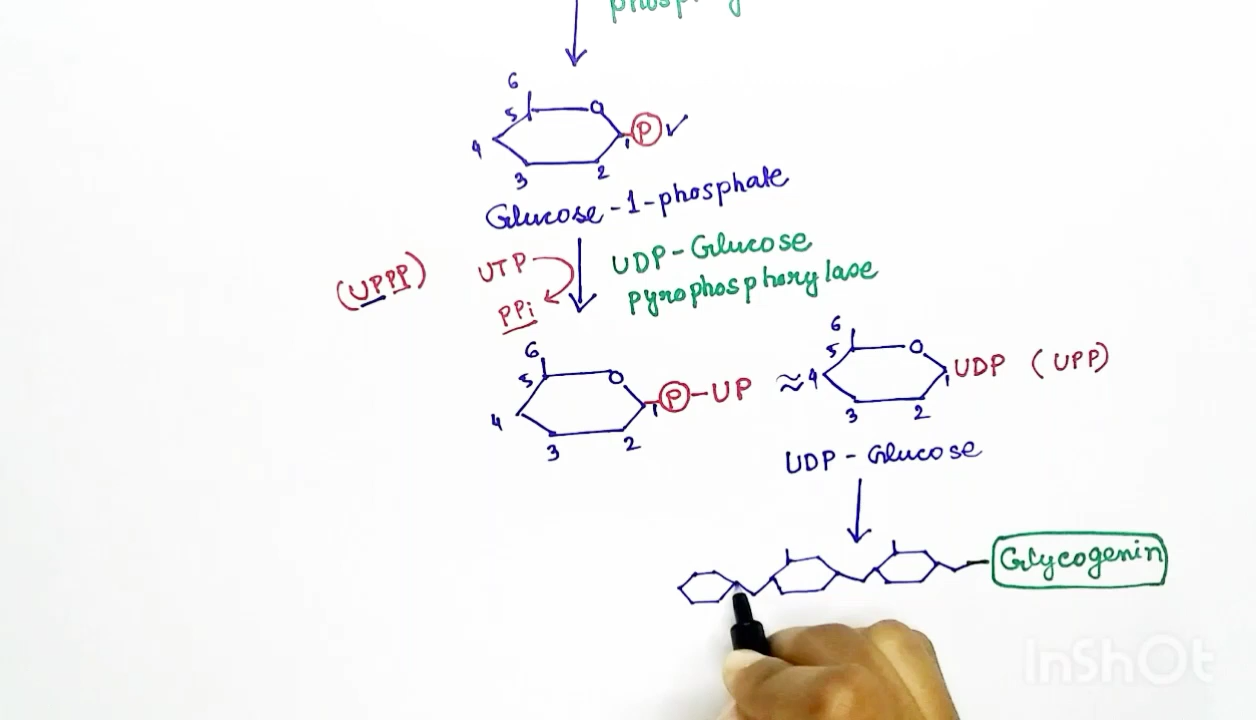 6
5
O
4
1
P ✓
3
2
Glucose-1-phosphate
(UPPP)
UTP
UDP-Glucose
pyrophosphorylase
PPi
6
5
O
4
1
P-UP
3
2
≈
6
5
O
4
1
UDP (UPP)
3
2
UDP-Glucose
Glycogenin
InShOt